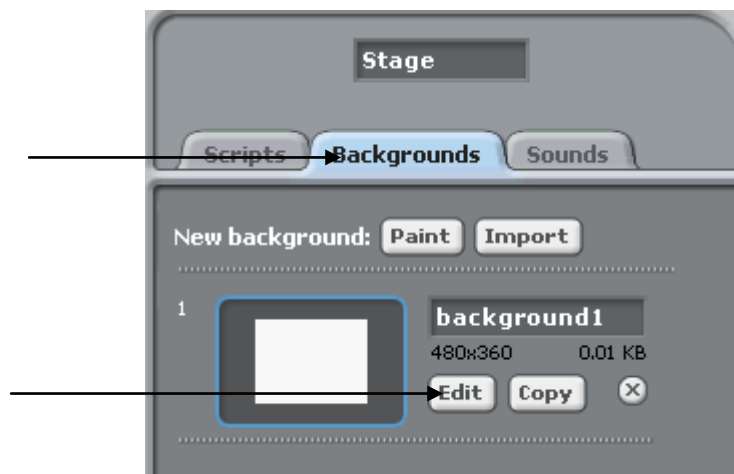 Stage
Scripts Backgrounds Sounds
New background: Paint Import
1
background1
480x360 0.01 KB
Edit Copy